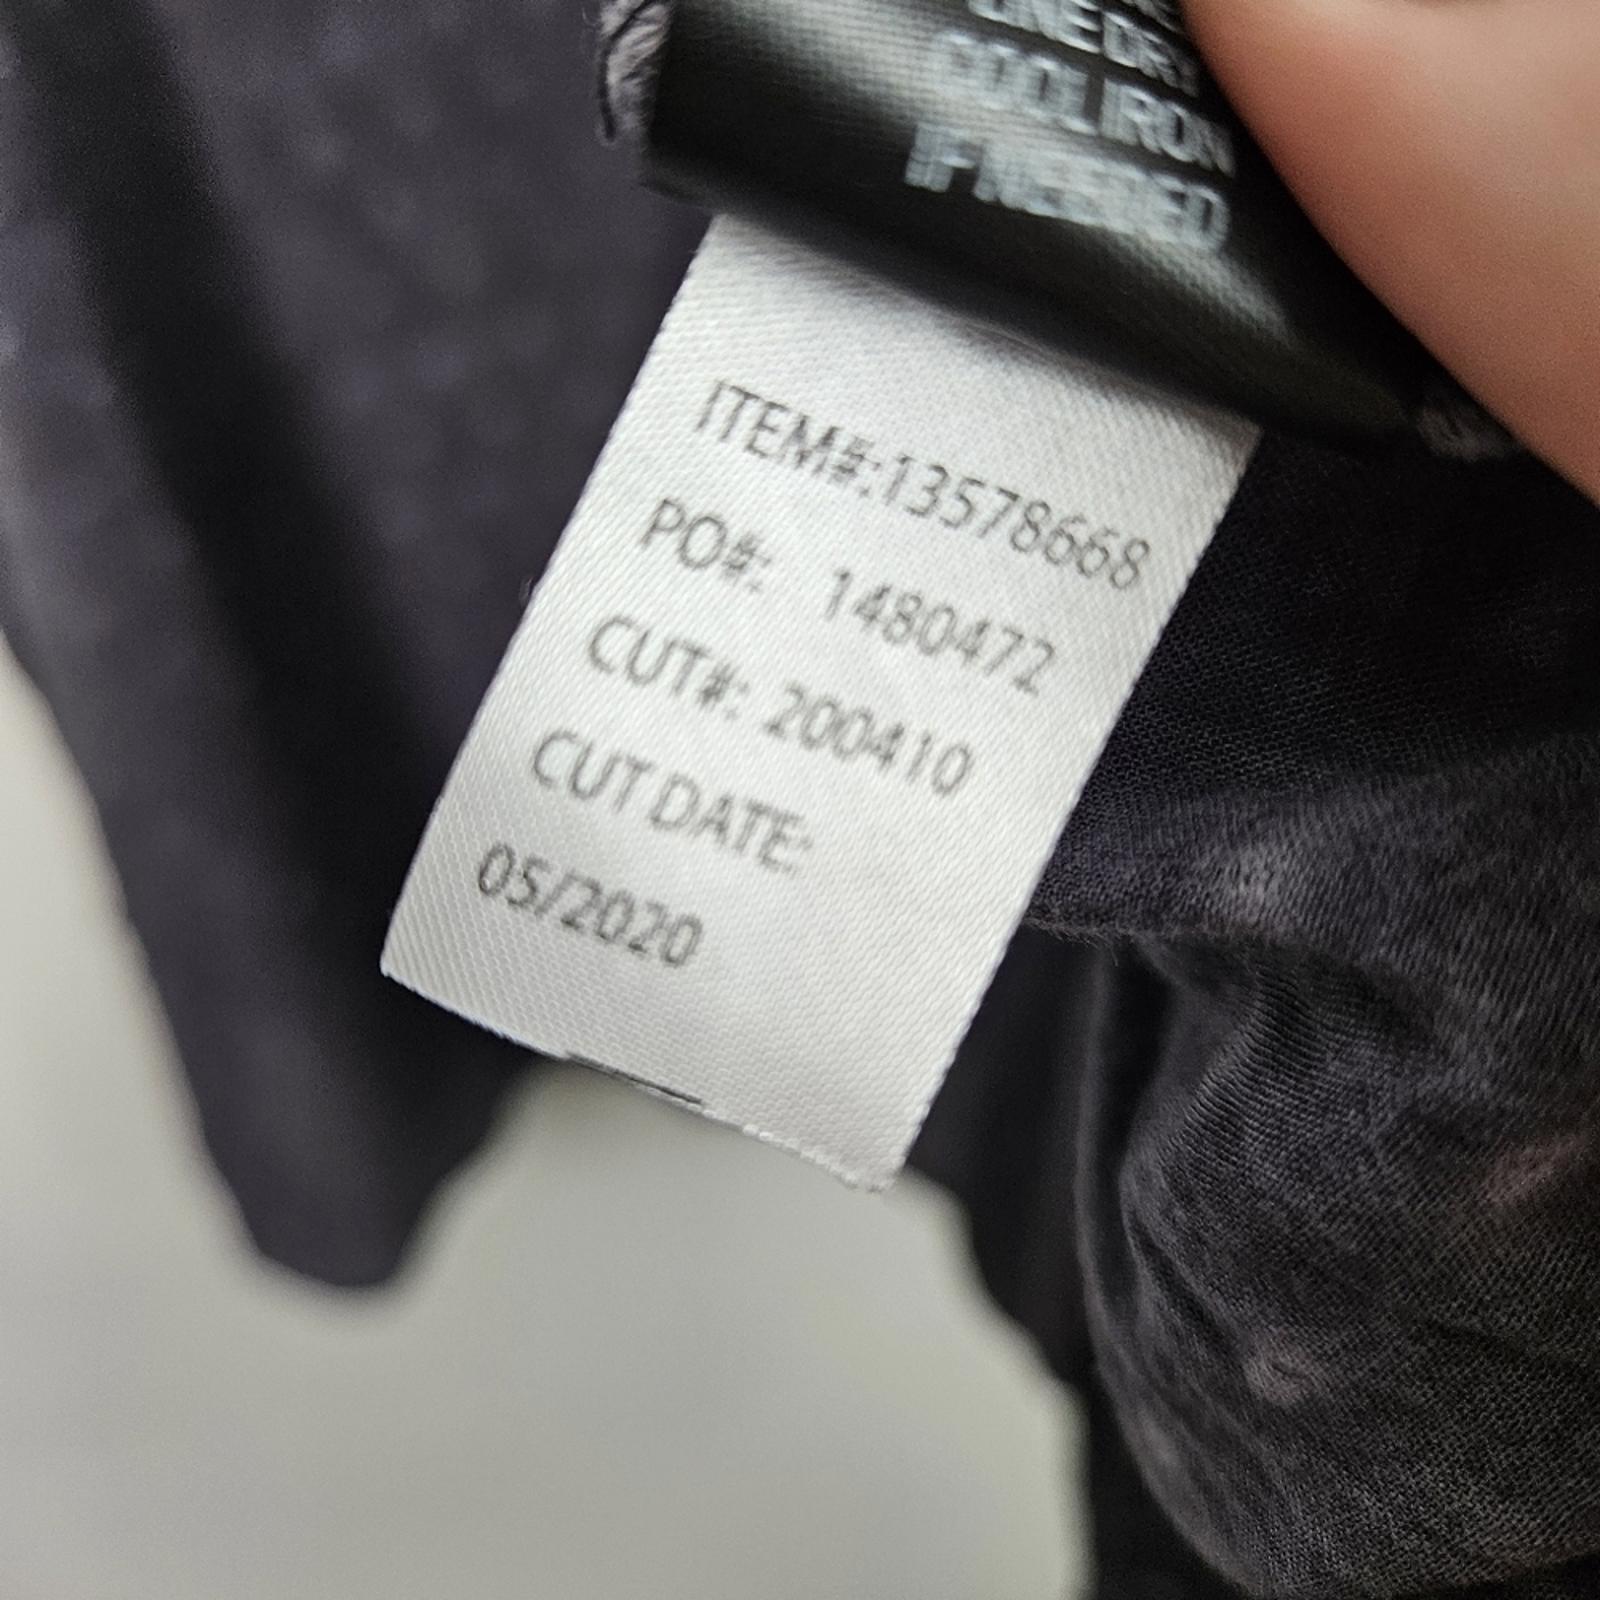 COOL IRON
IF NEEDED
ITEM#:13578668
PO#: 1480472
CUT#: 200410
CUT DATE:
05/2020